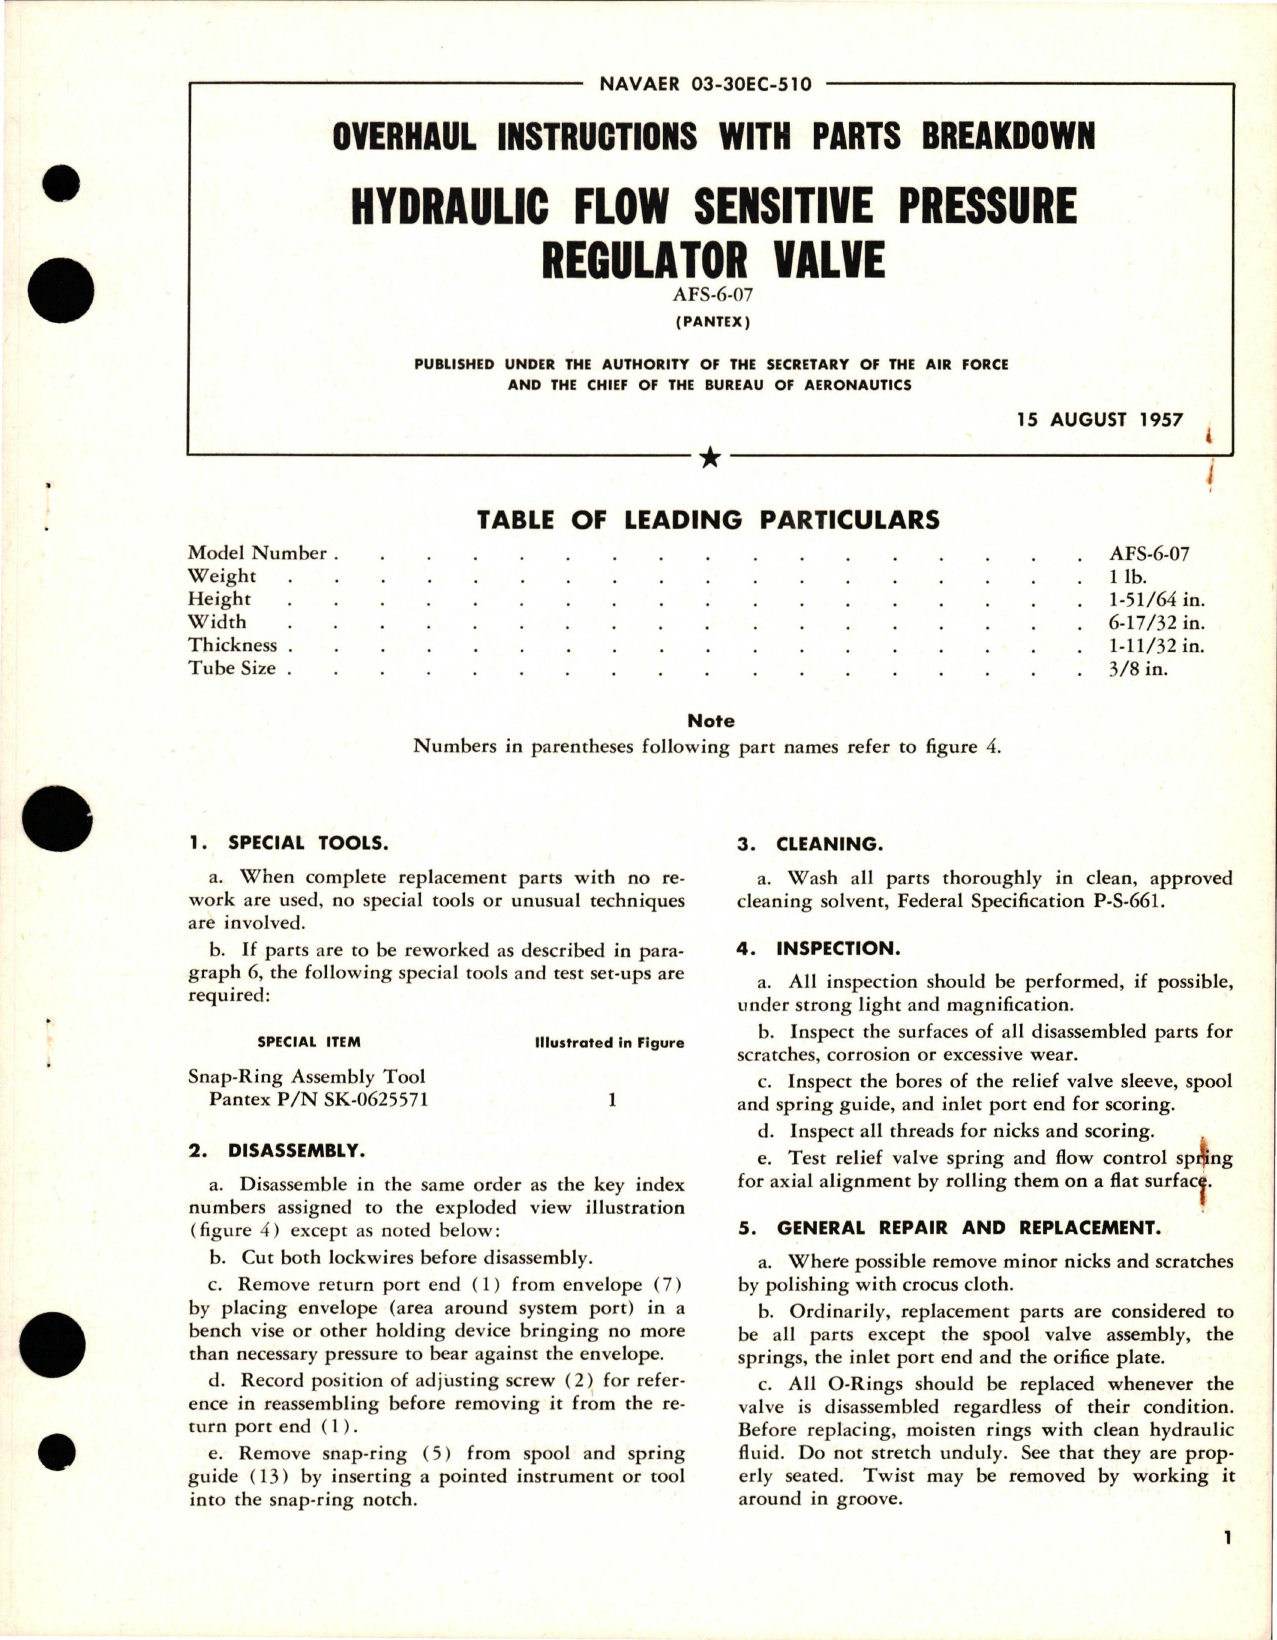 NAVAER 03-30EC-510
OVERHAUL INSTRUCTIONS WITH PARTS BREAKDOWN
HYDRAULIC FLOW SENSITIVE PRESSURE
REGULATOR VALVE
AFS-6-07
(PANTEX)
PUBLISHED UNDER THE AUTHORITY OF THE SECRETARY OF THE AIR FORCE
AND THE CHIEF OF THE BUREAU OF AERONAUTICS
15 AUGUST 1957
TABLE OF LEADING PARTICULARS
Model Number . . . . . . . . . . . . . . . . . AFS-6-07
Weight . . . . . . . . . . . . . . . . . . 1 lb.
Height . . . . . . . . . . . . . . . . . . 1-51/64 in.
Width . . . . . . . . . . . . . . . . . . 6-17/32 in.
Thickness . . . . . . . . . . . . . . . . . . 1-11/32 in.
Tube Size . . . . . . . . . . . . . . . . . . 3/8 in.
Note
Numbers in parentheses following part names refer to figure 4.
1. SPECIAL TOOLS.
a. When complete replacement parts with no re-
work are used, no special tools or unusual techniques
are involved.
b. If parts are to be reworked as described in para-
graph 6, the following special tools and test set-ups are
required:
SPECIAL ITEM Illustrated in Figure
Snap-Ring Assembly Tool
Pantex P/N SK-0625571 1
2. DISASSEMBLY.
a. Disassemble in the same order as the key index
numbers assigned to the exploded view illustration
(figure 4) except as noted below:
b. Cut both lockwires before disassembly.
c. Remove return port end (1) from envelope (7)
by placing envelope (area around system port) in a
bench vise or other holding device bringing no more
than necessary pressure to bear against the envelope.
d. Record position of adjusting screw (2) for refer-
ence in reassembling before removing it from the re-
turn port end (1).
e. Remove snap-ring (5) from spool and spring
guide (13) by inserting a pointed instrument or tool
into the snap-ring notch.
3. CLEANING.
a. Wash all parts thoroughly in clean, approved
cleaning solvent, Federal Specification P-S-661.
4. INSPECTION.
a. All inspection should be performed, if possible,
under strong light and magnification.
b. Inspect the surfaces of all disassembled parts for
scratches, corrosion or excessive wear.
c. Inspect the bores of the relief valve sleeve, spool
and spring guide, and inlet port end for scoring.
d. Inspect all threads for nicks and scoring.
e. Test relief valve spring and flow control spring
for axial alignment by rolling them on a flat surface.
5. GENERAL REPAIR AND REPLACEMENT.
a. Where possible remove minor nicks and scratches
by polishing with crocus cloth.
b. Ordinarily, replacement parts are considered to
be all parts except the spool valve assembly, the
springs, the inlet port end and the orifice plate.
c. All O-Rings should be replaced whenever the
valve is disassembled regardless of their condition.
Before replacing, moisten rings with clean hydraulic
fluid. Do not stretch unduly. See that they are prop-
erly seated. Twist may be removed by working it
around in groove.
1